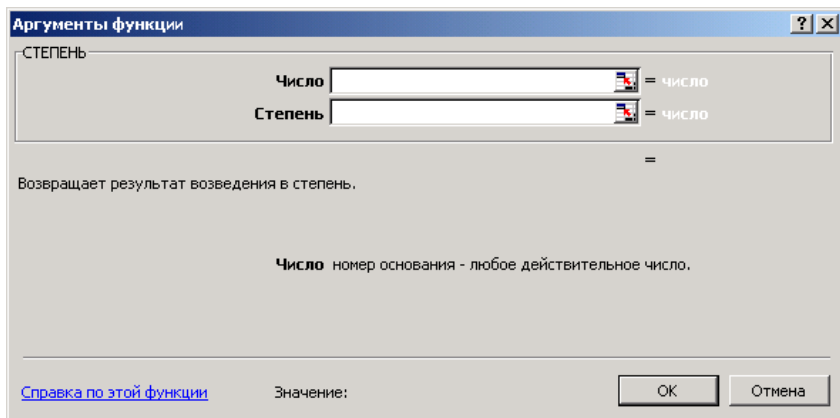 Аргументы функции
СТЕПЕНЬ
Число = число
Степень = число
=
Возвращает результат возведения в степень.
Число номер основания - любое действительное число.
Справка по этой функции Значение: OK Отмена